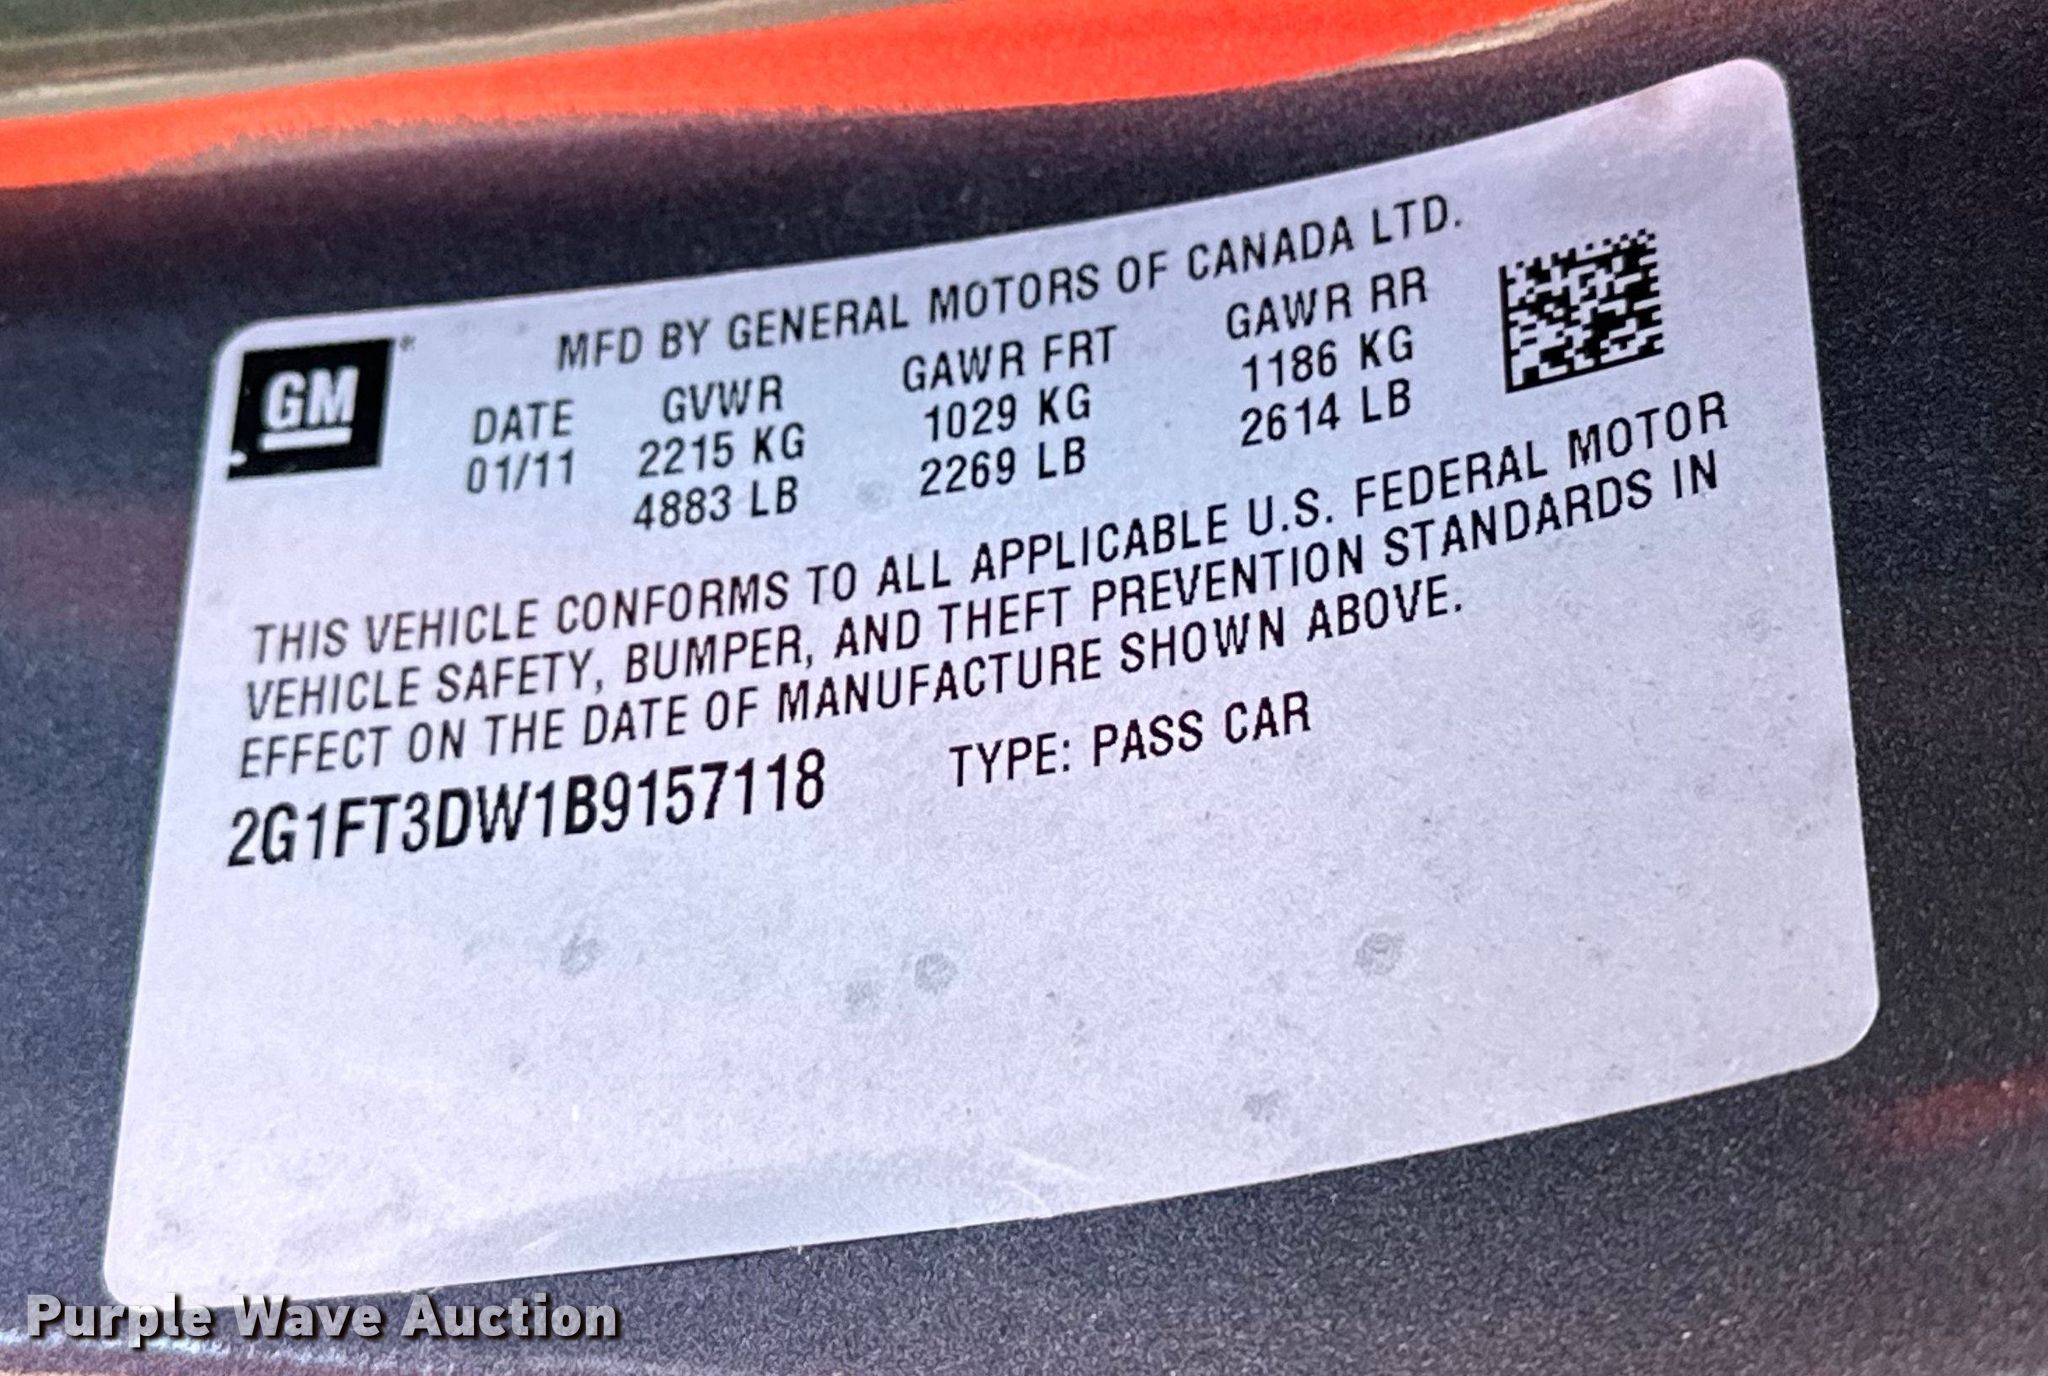 GM
MFD BY GENERAL MOTORS OF CANADA LTD.
DATE GVWR GAWR FRT GAWR RR
01/11 2215 KG 1029 KG 1186 KG
4883 LB 2269 LB 2614 LB
THIS VEHICLE CONFORMS TO ALL APPLICABLE U.S. FEDERAL MOTOR
VEHICLE SAFETY, BUMPER, AND THEFT PREVENTION STANDARDS IN
EFFECT ON THE DATE OF MANUFACTURE SHOWN ABOVE.
2G1FT3DW1B9157118 TYPE: PASS CAR
Purple Wave Auction